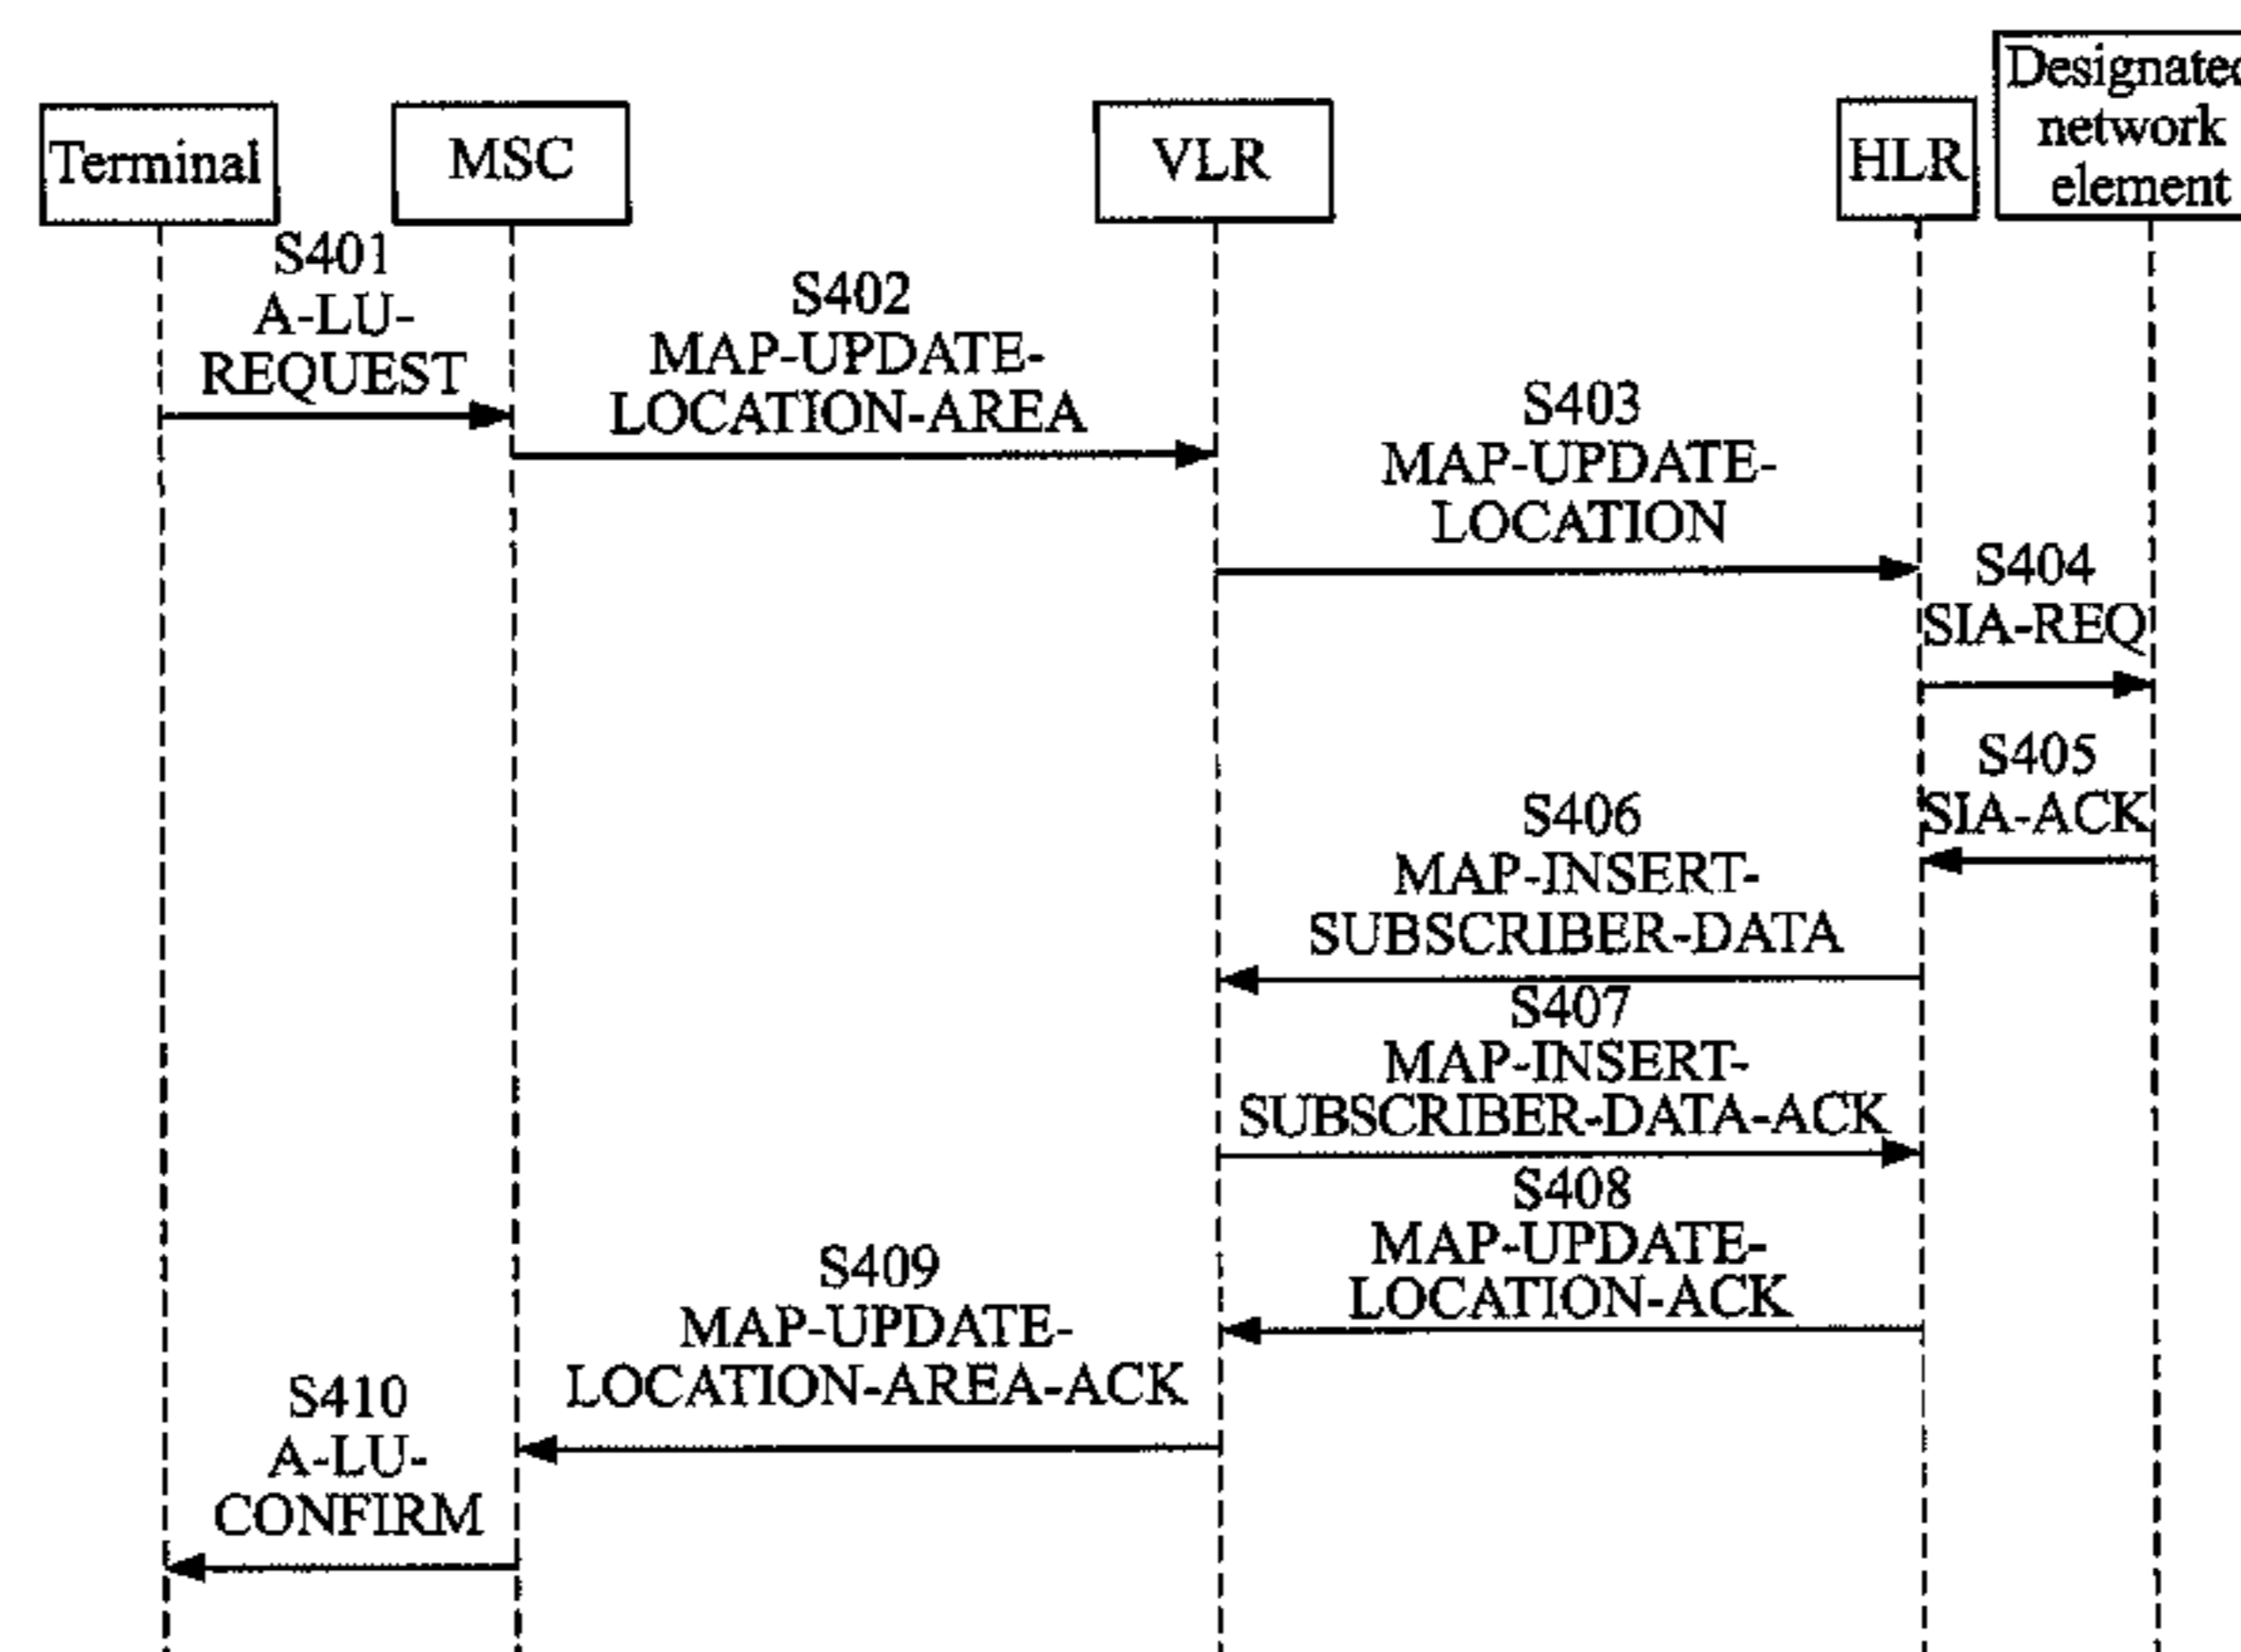 Terminal
MSC
VLR
HLR
Designated
network
element
S401
A-LU-
REQUEST
S402
MAP-UPDATE-
LOCATION-AREA
S403
MAP-UPDATE-
LOCATION
S404
SIA-REQ
S405
SIA-ACK
S406
MAP-INSERT-
SUBSCRIBER-DATA
S407
MAP-INSERT-
SUBSCRIBER-DATA-ACK
S408
MAP-UPDATE-
LOCATION-ACK
S409
MAP-UPDATE-
LOCATION-AREA-ACK
S410
A-LU-
CONFIRM